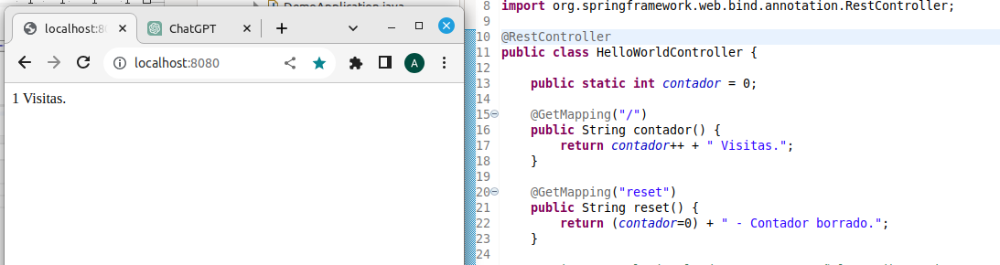 DemoApplication.java
localhost:8
ChatGPT
localhost:8080
1 Visitas.
8 import org.springframework.web.bind.annotation.RestController;
9
10 @RestController
11 public class HelloWorldController {
12
13 public static int contador = 0;
14
15 @GetMapping("/")
16 public String contador() {
17 return contador++ + " Visitas.";
18 }
19
20 @GetMapping("reset")
21 public String reset() {
22 return (contador=0) + " - Contador borrado.";
23 }
24
A